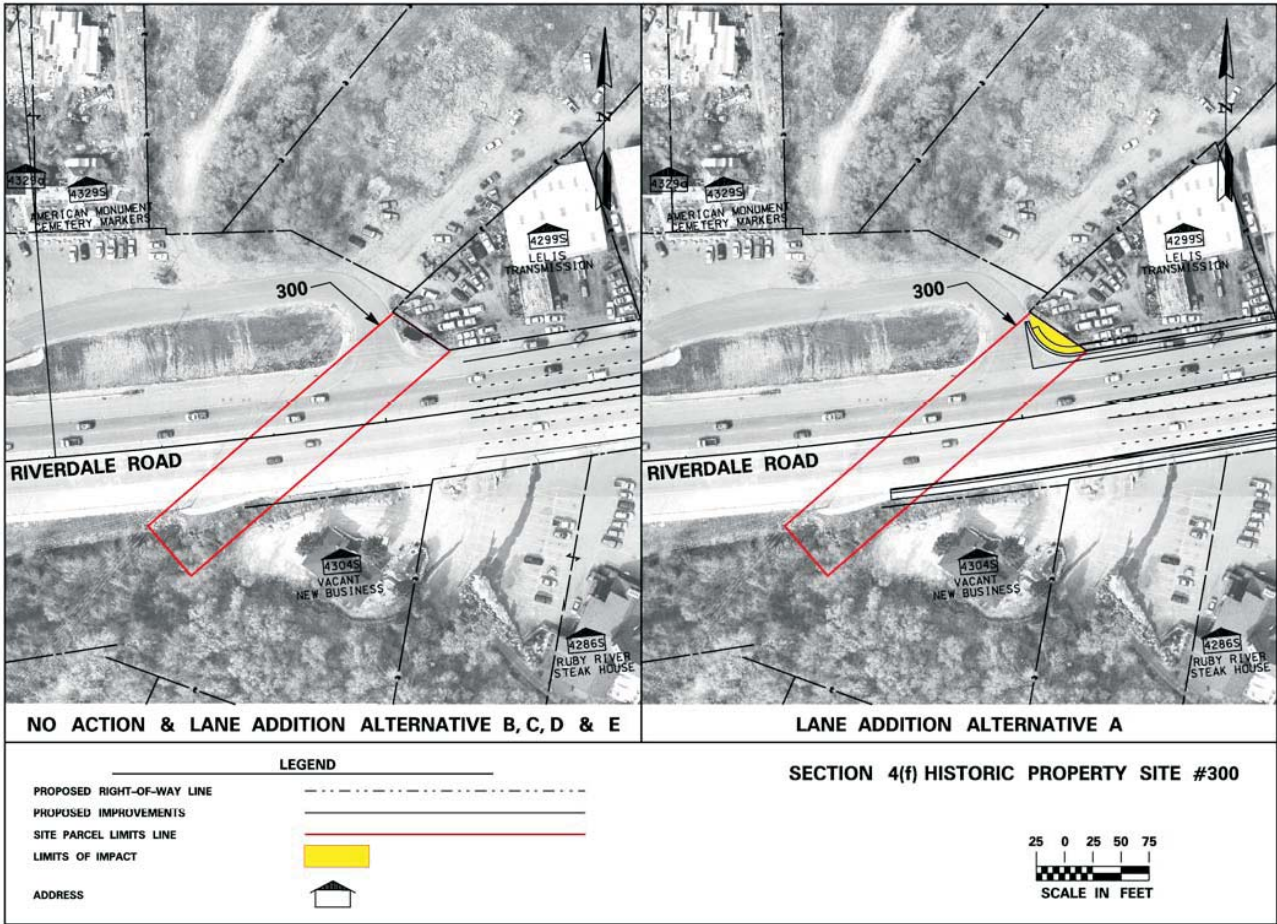 4329a
4329S
AMERICAN MONUMENT
CEMETERY MARKERS
N
4299S
LELIS
TRANSMISSION
300
RIVERDALE ROAD
4304S
VACANT
NEW BUSINESS
4286S
RUBY RIVER
STEAK HOUSE
NO ACTION & LANE ADDITION ALTERNATIVE B, C, D & E
4329a
4329S
AMERICAN MONUMENT
CEMETERY MARKERS
N
4299S
LELIS
TRANSMISSION
300
RIVERDALE ROAD
4304S
VACANT
NEW BUSINESS
4286S
RUBY RIVER
STEAK HOUSE
LANE ADDITION ALTERNATIVE A
LEGEND
PROPOSED RIGHT-OF-WAY LINE
PROPOSED IMPROVEMENTS
SITE PARCEL LIMITS LINE
LIMITS OF IMPACT
ADDRESS
SECTION 4(f) HISTORIC PROPERTY SITE #300
25 0 25 50 75
SCALE IN FEET